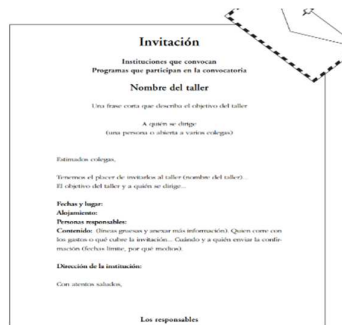 Invitación
Instituciones que convocan
Programas que participan en la convocatoria
Nombre del taller
Una frase corta que describa el objetivo del taller
A quién se dirige
(una persona o abierta a varios colegas)
Estimados colegas,
Tenemos el placer de invitarlos al taller (nombre del taller)...
El objetivo del taller y a quién se dirige...
Fechas y lugar:
Alojamiento:
Personas responsables:
Contenido: (líneas gruesas y anexar más información). Quien corre con
los gastos o qué cubre la invitación... Cuándo y a quién enviar la confir-
mación (fechas límite, por qué medios).
Dirección de la institución:
Con atentos saludos,
Los responsables